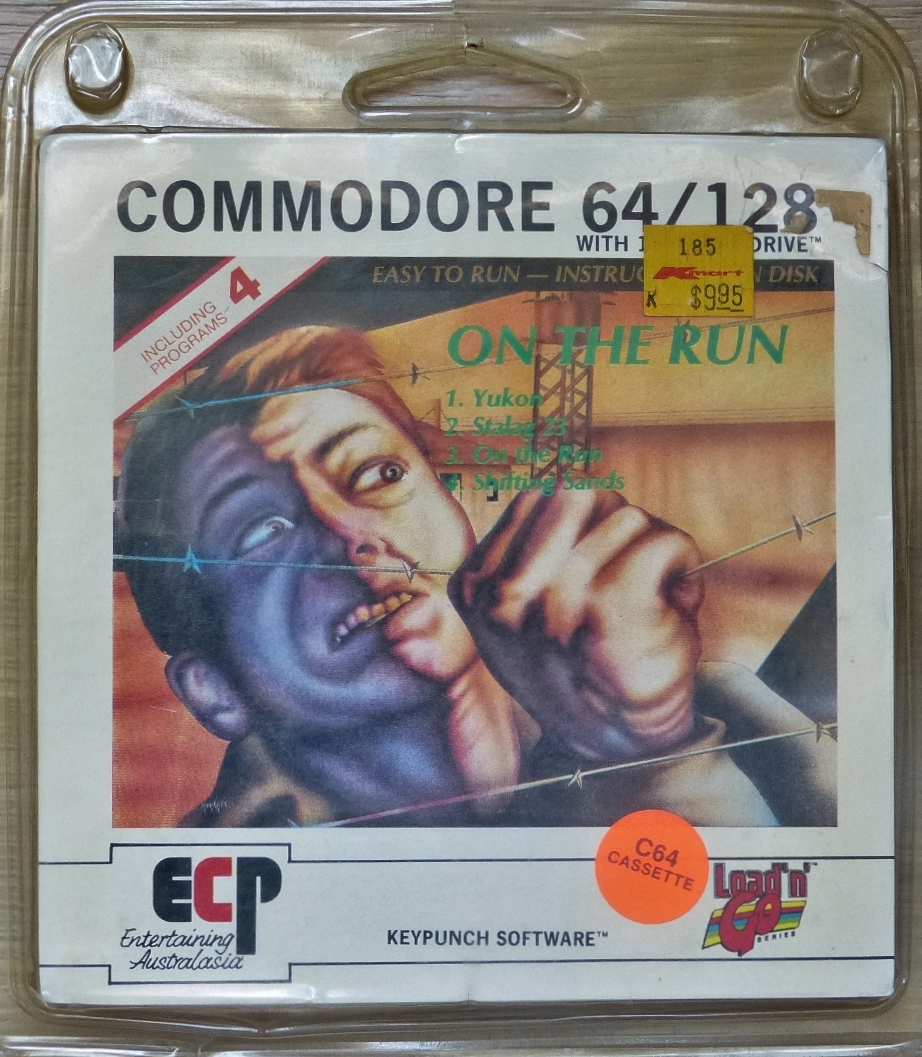 COMMODORE 64/128
WITH 1 DRIVE™
185
Kmart
K $9.95
EASY TO RUN — INSTRUC N DISK
INCLUDING 4
PROGRAMS
ON THE RUN
1. Yukon
2. Stalag 23
3. On the Run
4. Shifting Sands
C64
CASSETTE
ECP
Entertaining
Australasia
KEYPUNCH SOFTWARE™
Load'n'™
GO
SERIES